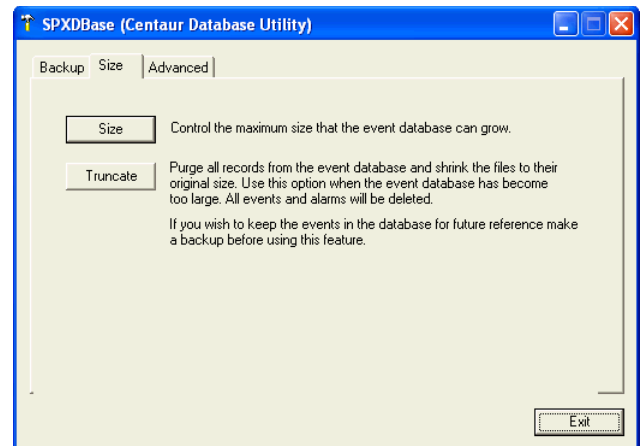 SPXDBase (Centaur Database Utility)
Backup Size Advanced
Size Control the maximum size that the event database can grow.
Truncate Purge all records from the event database and shrink the files to their
original size. Use this option when the event database has become
too large. All events and alarms will be deleted.
If you wish to keep the events in the database for future reference make
a backup before using this feature.
Exit